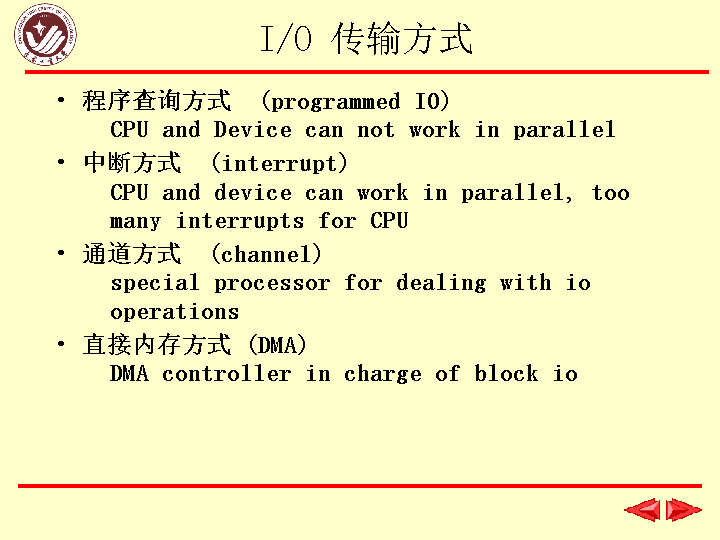 I/O 传输方式
• 程序查询方式 (programmed IO)
CPU and Device can not work in parallel
• 中断方式 (interrupt)
CPU and device can work in parallel, too
many interrupts for CPU
• 通道方式 (channel)
special processor for dealing with io
operations
• 直接内存方式 (DMA)
DMA controller in charge of block io